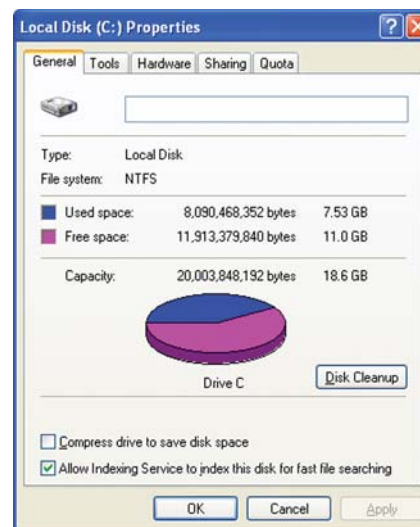 Local Disk (C:) Properties
General Tools Hardware Sharing Quota
Type: Local Disk
File system: NTFS
Used space: 8,090,468,352 bytes 7.53 GB
Free space: 11,913,379,840 bytes 11.0 GB
Capacity: 20,003,848,192 bytes 18.6 GB
Drive C
Disk Cleanup
Compress drive to save disk space
Allow Indexing Service to index this disk for fast file searching
OK Cancel Apply